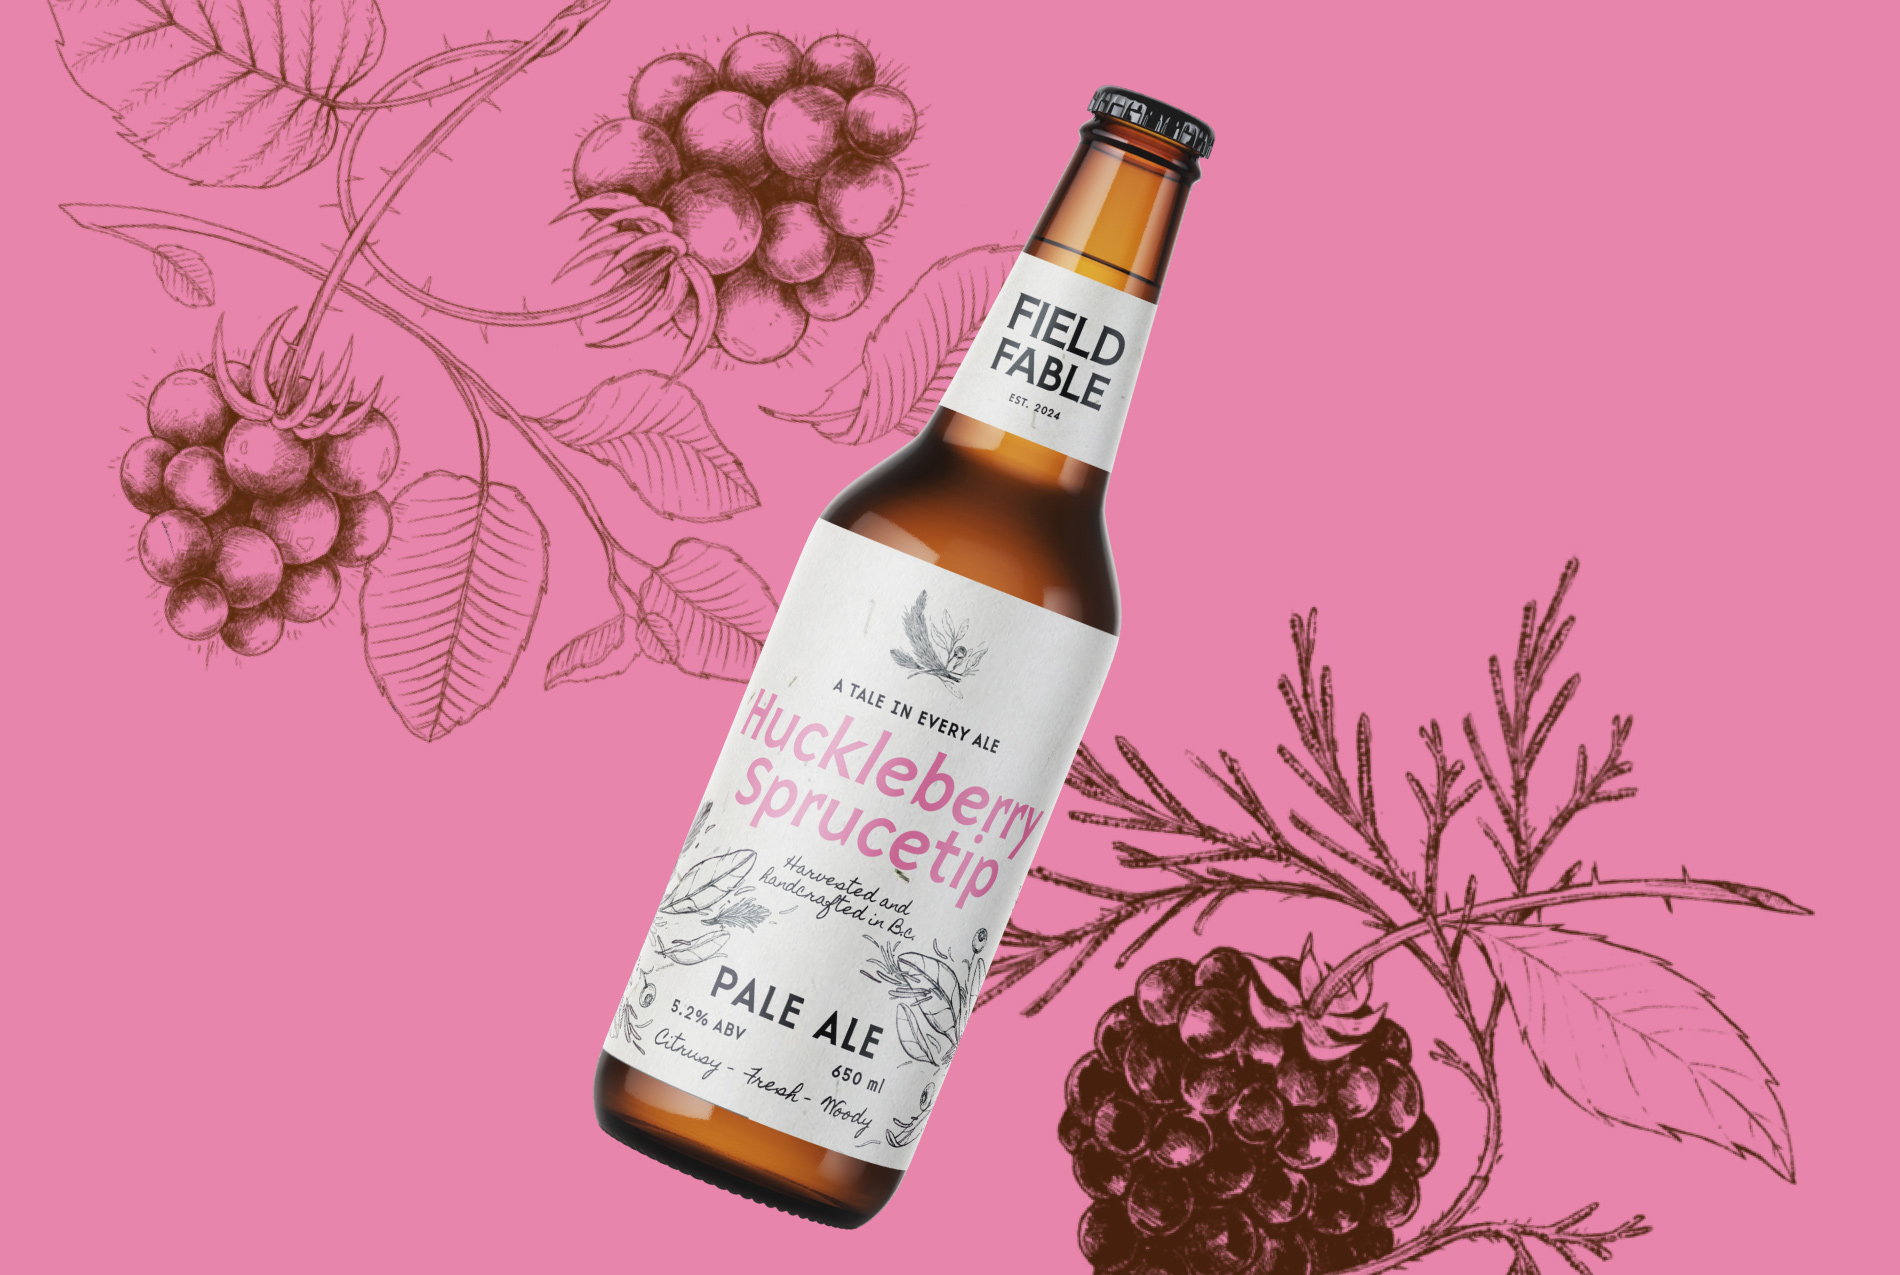 FIELD
FABLE
EST. 2024
A TALE IN EVERY ALE
Huckleberry
sprucetip
Harvested and
handcrafted in B.C.
PALE ALE
5.2% ABV
650 ml
Citrusy - Fresh - Woody